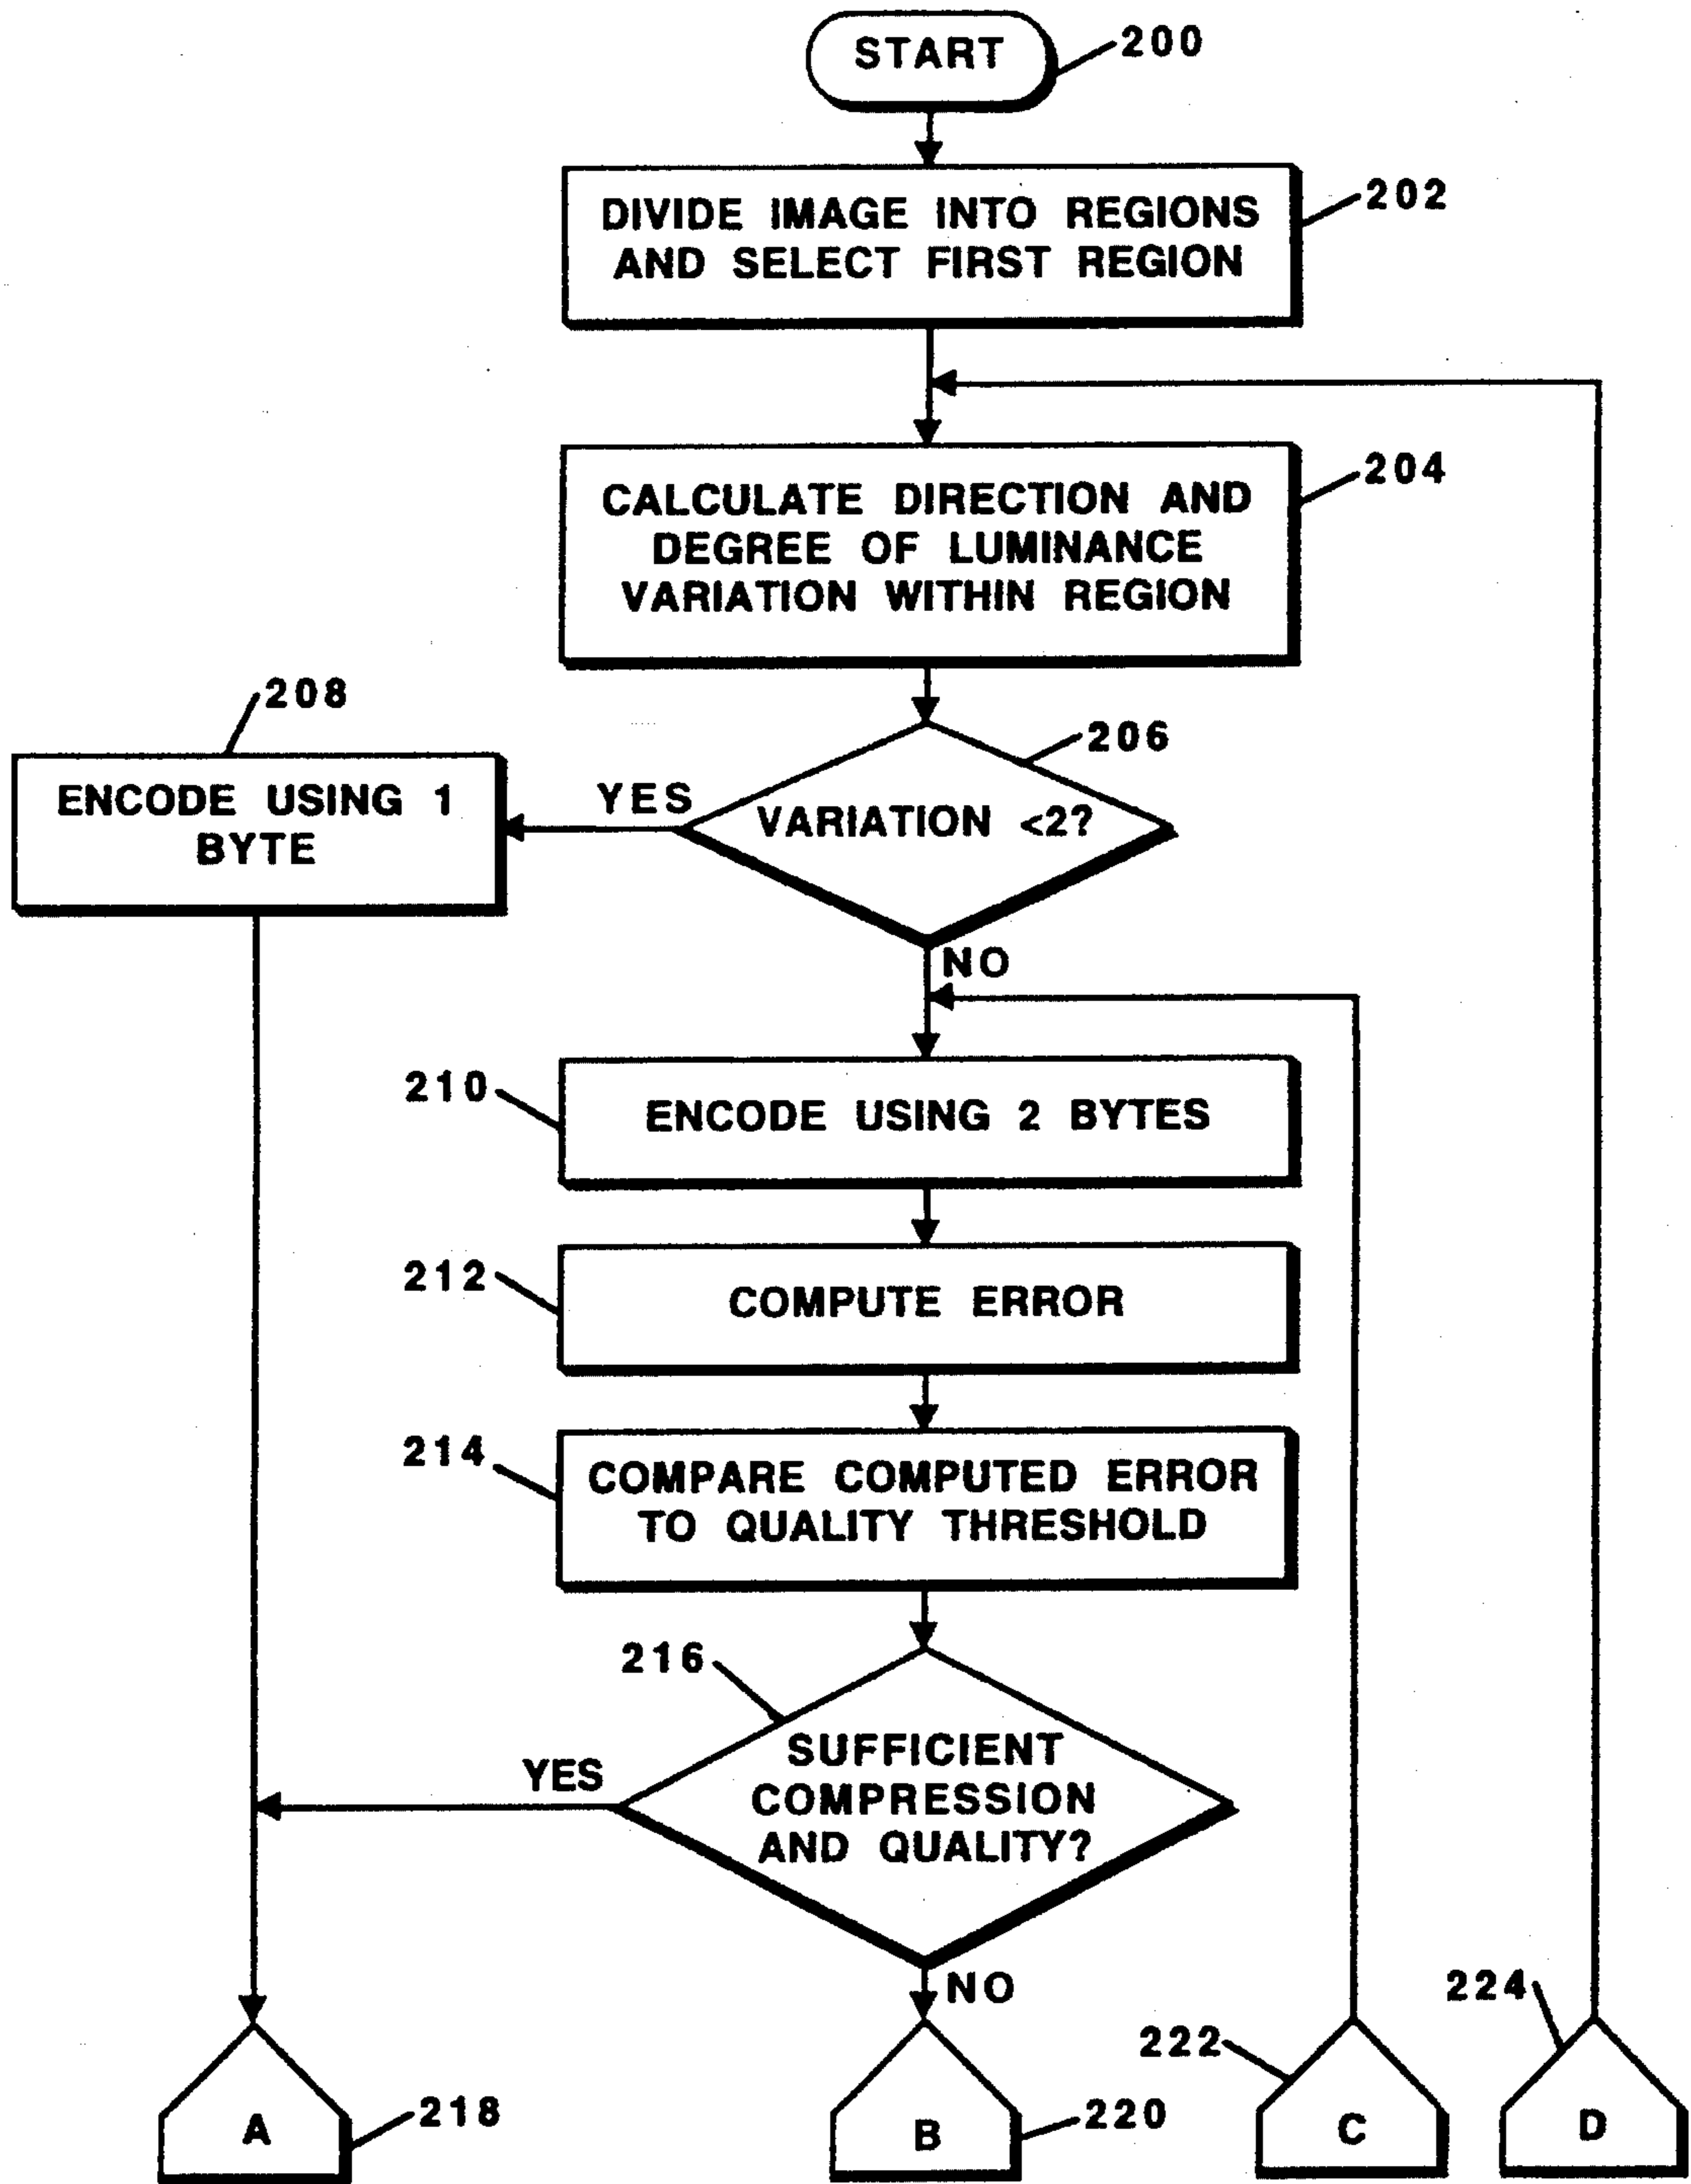 START
200
DIVIDE IMAGE INTO REGIONS
AND SELECT FIRST REGION
202
CALCULATE DIRECTION AND
DEGREE OF LUMINANCE
VARIATION WITHIN REGION
204
208
206
ENCODE USING 1
BYTE
YES
VARIATION <2?
NO
210
ENCODE USING 2 BYTES
212
COMPUTE ERROR
214
COMPARE COMPUTED ERROR
TO QUALITY THRESHOLD
216
SUFFICIENT
COMPRESSION
AND QUALITY?
YES
NO
A
218
B
220
222
C
224
D